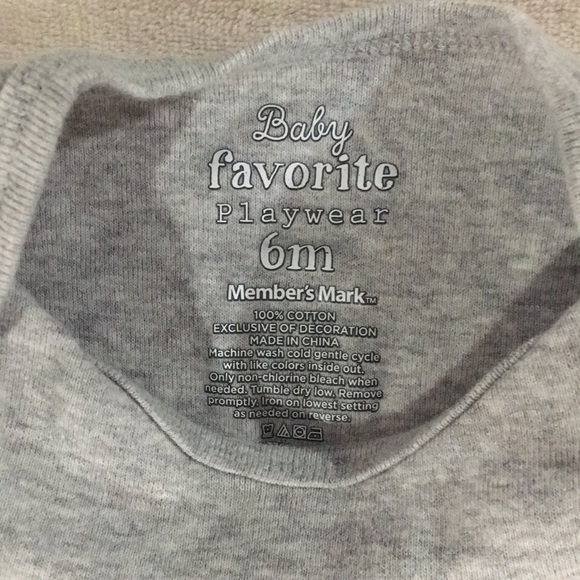 Baby
favorite
Playwear
6m
Member's Mark™
100% COTTON
EXCLUSIVE OF DECORATION
MADE IN CHINA
Machine wash cold gentle cycle
with like colors inside out.
Only non-chlorine bleach when
needed. Tumble dry low. Remove
promptly. Iron on lowest setting
as needed on reverse.